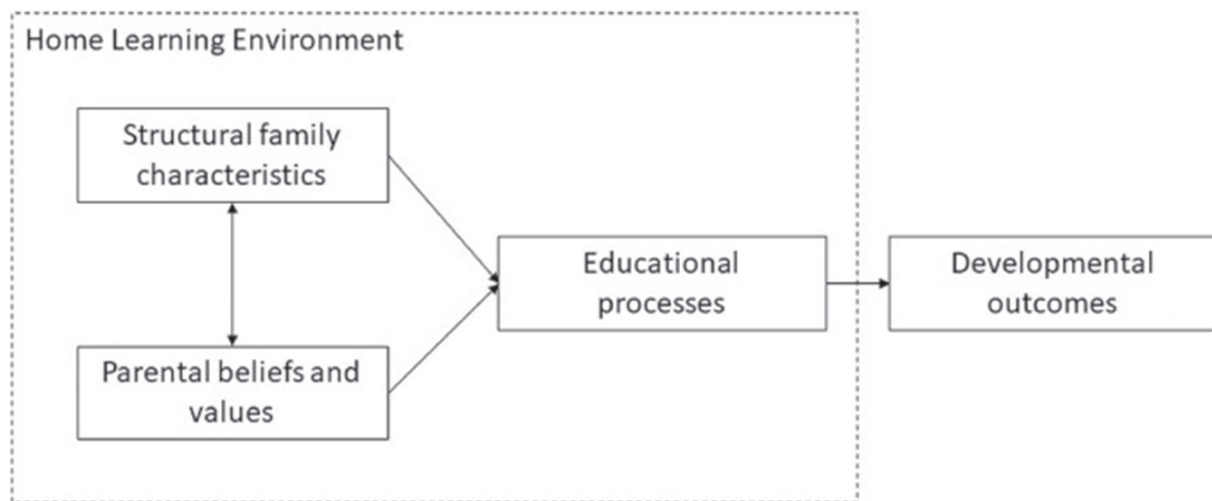 Home Learning Environment
Structural family
characteristics
Educational
processes
Developmental
outcomes
Parental beliefs and
values